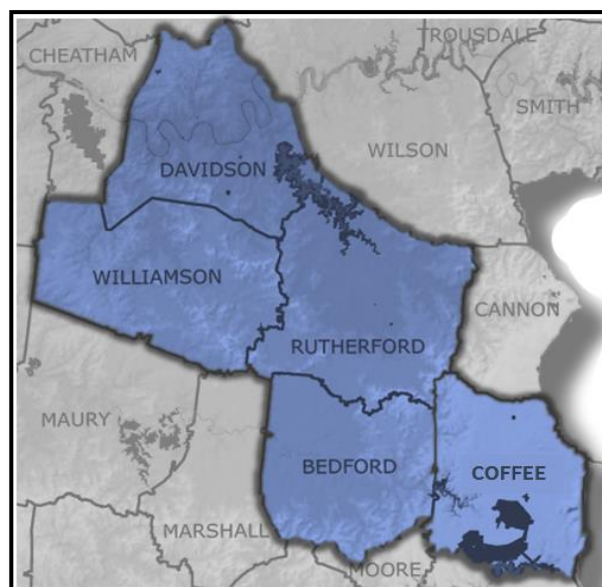 TROUSDALE
CHEATHAM
SMITH
WILSON
DAVIDSON
WILLIAMSON
CANNON
RUTHERFORD
MAURY
BEDFORD
COFFEE
MARSHALL
MOORE